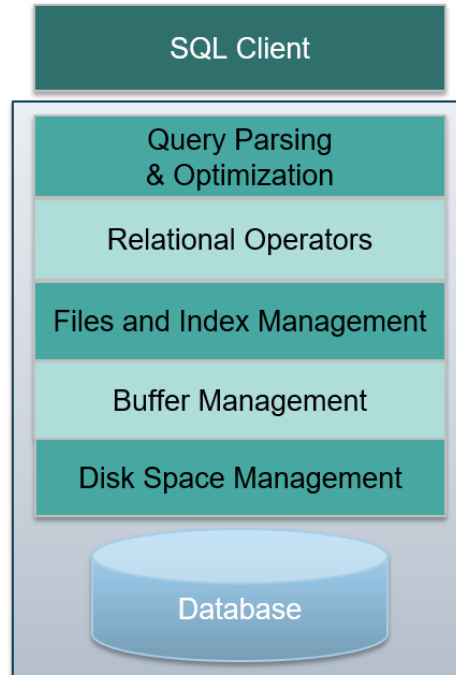 SQL Client
Query Parsing
& Optimization
Relational Operators
Files and Index Management
Buffer Management
Disk Space Management
Database